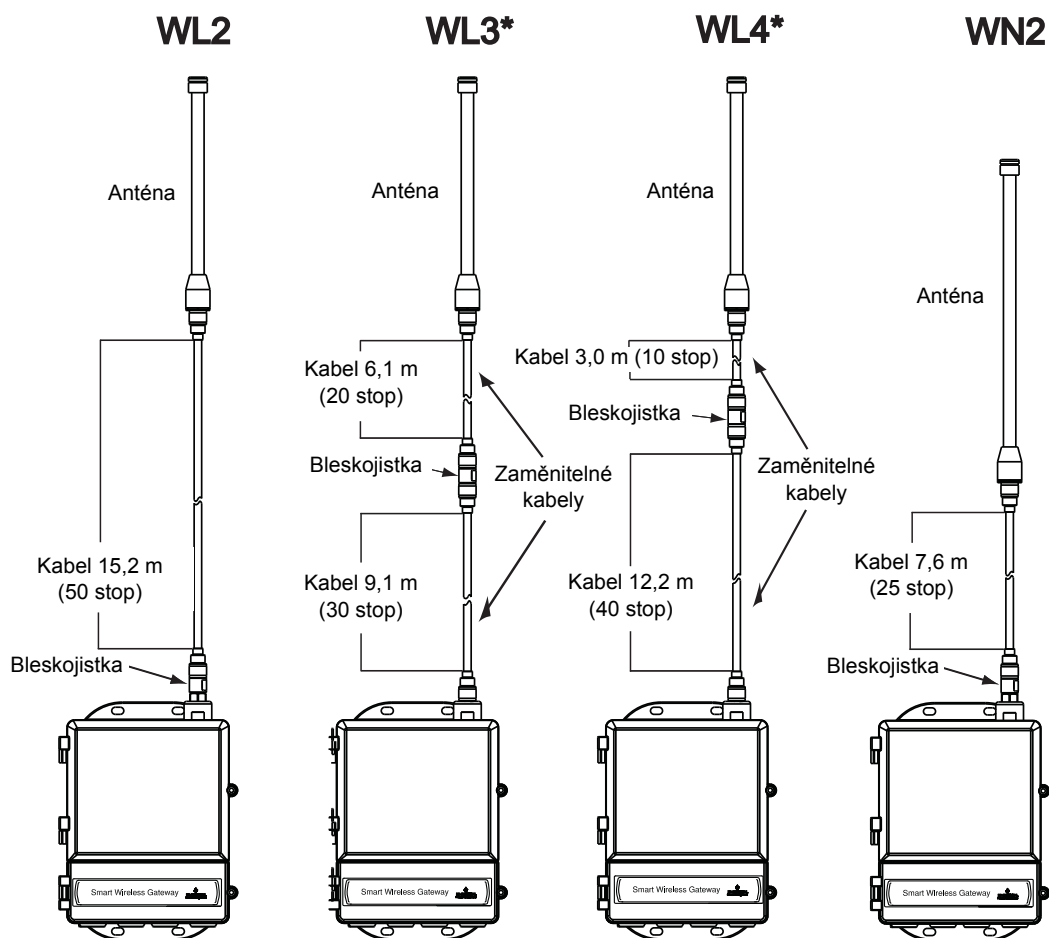 WL2
WL3*
WL4*
WN2
Anténa
Anténa
Anténa
Anténa
Kabel 15,2 m
(50 stop)
Bleskojistka
Kabel 6,1 m
(20 stop)
Bleskojistka
Zaměnitelné
kabely
Kabel 9,1 m
(30 stop)
Kabel 3,0 m (10 stop)
Bleskojistka
Zaměnitelné
kabely
Kabel 12,2 m
(40 stop)
Kabel 7,6 m
(25 stop)
Bleskojistka
Smart Wireless Gateway
Smart Wireless Gateway
Smart Wireless Gateway
Smart Wireless Gateway